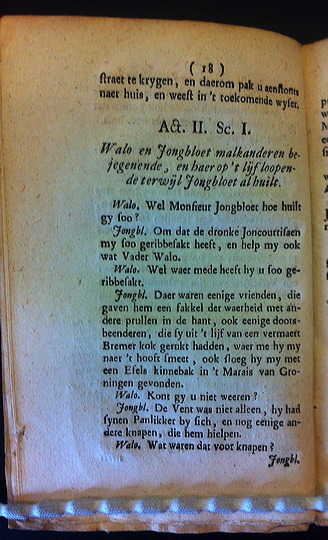 ( 18 )
straet te krygen, en daerom pak u aenstonts
naer huis, en weest in 't toekomende wyser.
Act. II. Sc. I.
Walo en Jongbloet malkanderen be-
jegenende, en haer op 't lijf loopen-
de terwijl Jongbloet al huilt.
Walo. Wel Monsieur Jongbloet hoe huilt
gy soo?
Jongbl. Om dat de dronke Joncourtisaen
my soo geribbesakt heeft, en help my ook
wat Vader Walo.
Walo. Wel waer mede heeft hy u soo ge-
ribbesakt.
Jongbl. Daer waren eenige vrienden, die
gaven hem een fakkel der waerheid met an-
dere prullen in de hant, ook eenige doots-
beenderen, die sy uit 't lijf van een vermaert
Bremer kok gerukt hadden, waer me hy my
naer 't hooft smeet, ook sloeg hy my met
een Esels kinnebak in 't Marais van Gro-
ningen gevonden.
Walo. Kont gy u niet weeren?
Jongbl. De Vent was niet alleen, hy had
synen Panlikker by sich, en nog eenige an-
dere knapen, die hem hielpen.
Walo. Wat waren dat voor knapen?
Jongbl.